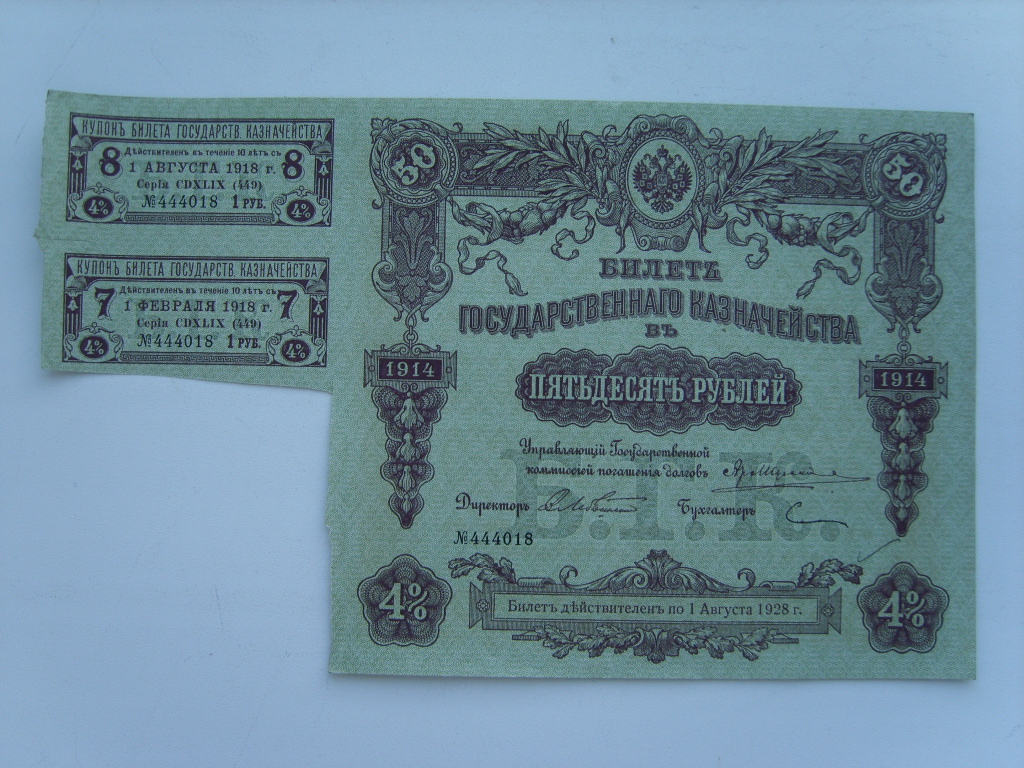 КУПОНЪ БИЛЕТА ГОСУДАРСТВ. КАЗНАЧЕЙСТВА
Дѣйствителенъ въ теченіе 10 лѣтъ съ
8 1 АВГУСТА 1918 г. 8
Серія CDXLIX (449)
№444018 1 РУБ.
4% 4%
КУПОНЪ БИЛЕТА ГОСУДАРСТВ. КАЗНАЧЕЙСТВА
Дѣйствителенъ въ теченіе 10 лѣтъ съ
7 1 ФЕВРАЛЯ 1918 г. 7
Серія CDXLIX (449)
№444018 1 РУБ.
4% 4%
50 50
БИЛЕТЪ
ГОСУДАРСТВЕННАГО КАЗНАЧЕЙСТВА
ВЪ
1914 1914
ПЯТЬДЕСЯТЪ РУБЛЕЙ
Управляющій Государственной
коммиссіей погашенія долговъ
Директоръ Бухгалтеръ
Б.Г.К.
№444018
4% 4%
Билетъ дѣйствителенъ по 1 Августа 1928 г.